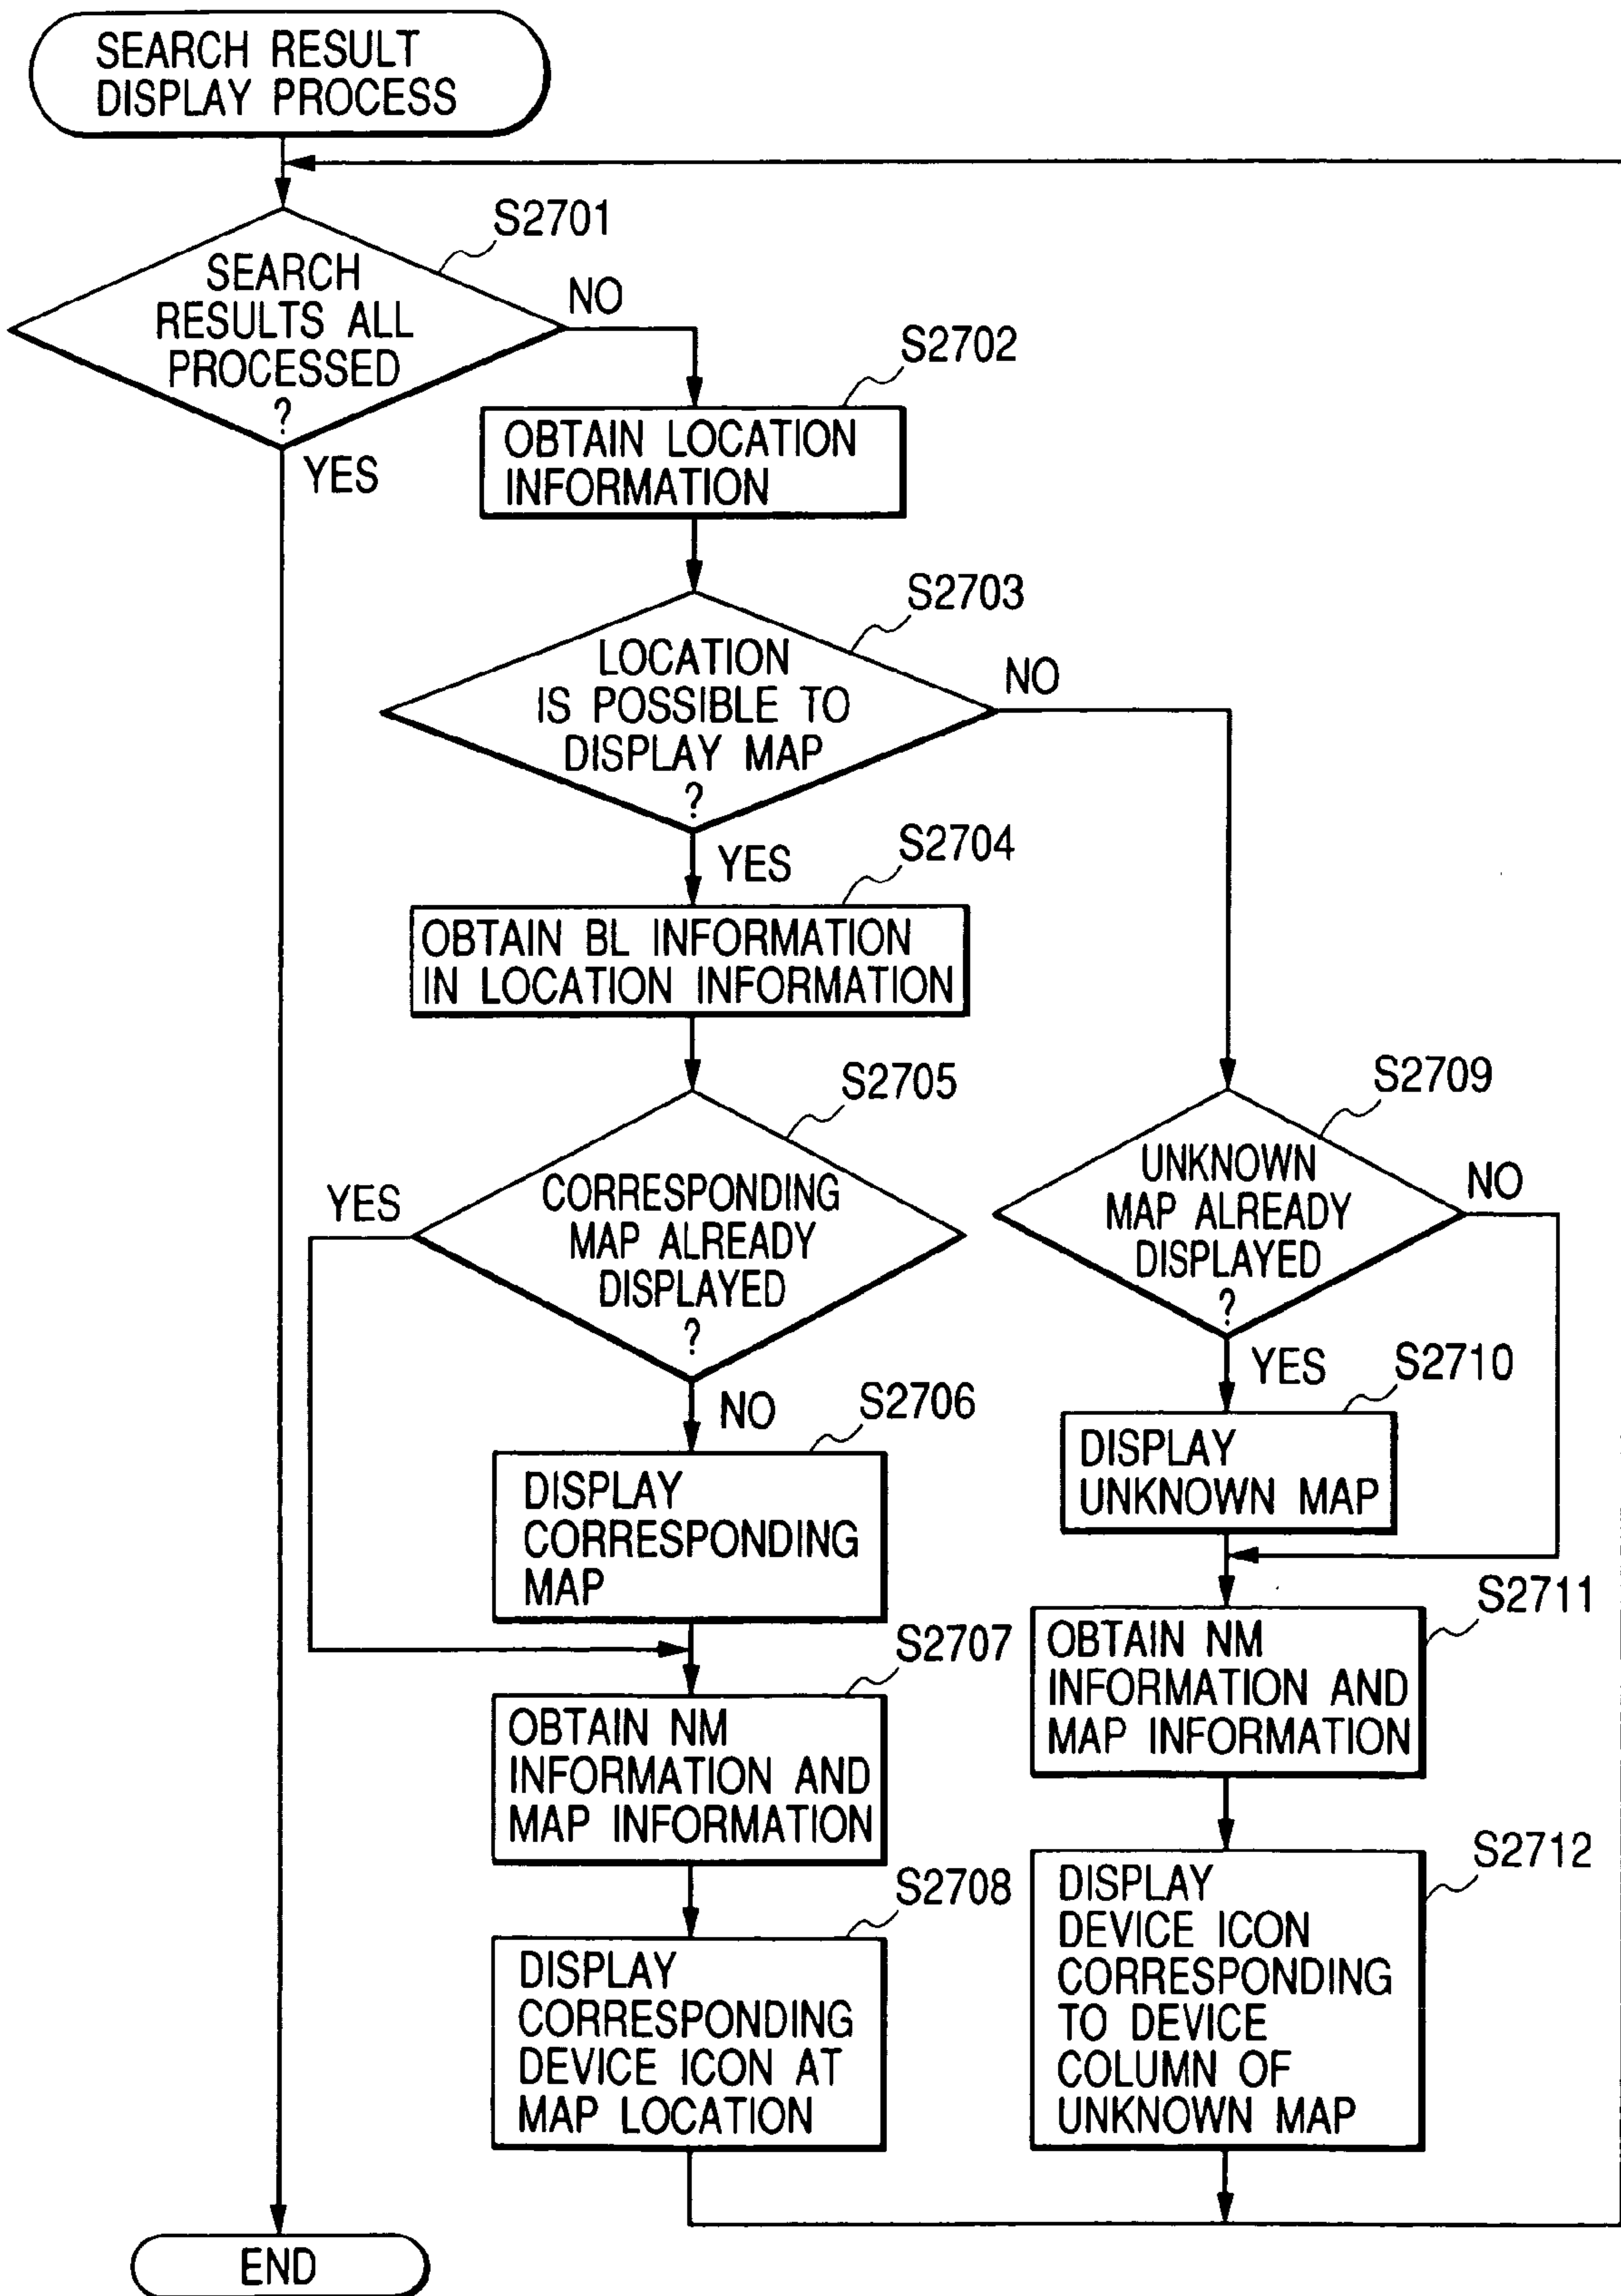 SEARCH RESULT
DISPLAY PROCESS
S2701
SEARCH
RESULTS ALL
PROCESSED
?
NO
YES
S2702
OBTAIN LOCATION
INFORMATION
S2703
LOCATION
IS POSSIBLE TO
DISPLAY MAP
?
NO
YES
S2704
OBTAIN BL INFORMATION
IN LOCATION INFORMATION
S2705
CORRESPONDING
MAP ALREADY
DISPLAYED
?
YES
NO
S2706
DISPLAY
CORRESPONDING
MAP
S2707
OBTAIN NM
INFORMATION AND
MAP INFORMATION
S2708
DISPLAY
CORRESPONDING
DEVICE ICON AT
MAP LOCATION
S2709
UNKNOWN
MAP ALREADY
DISPLAYED
?
NO
YES
S2710
DISPLAY
UNKNOWN MAP
S2711
OBTAIN NM
INFORMATION AND
MAP INFORMATION
S2712
DISPLAY
DEVICE ICON
CORRESPONDING
TO DEVICE
COLUMN OF
UNKNOWN MAP
END